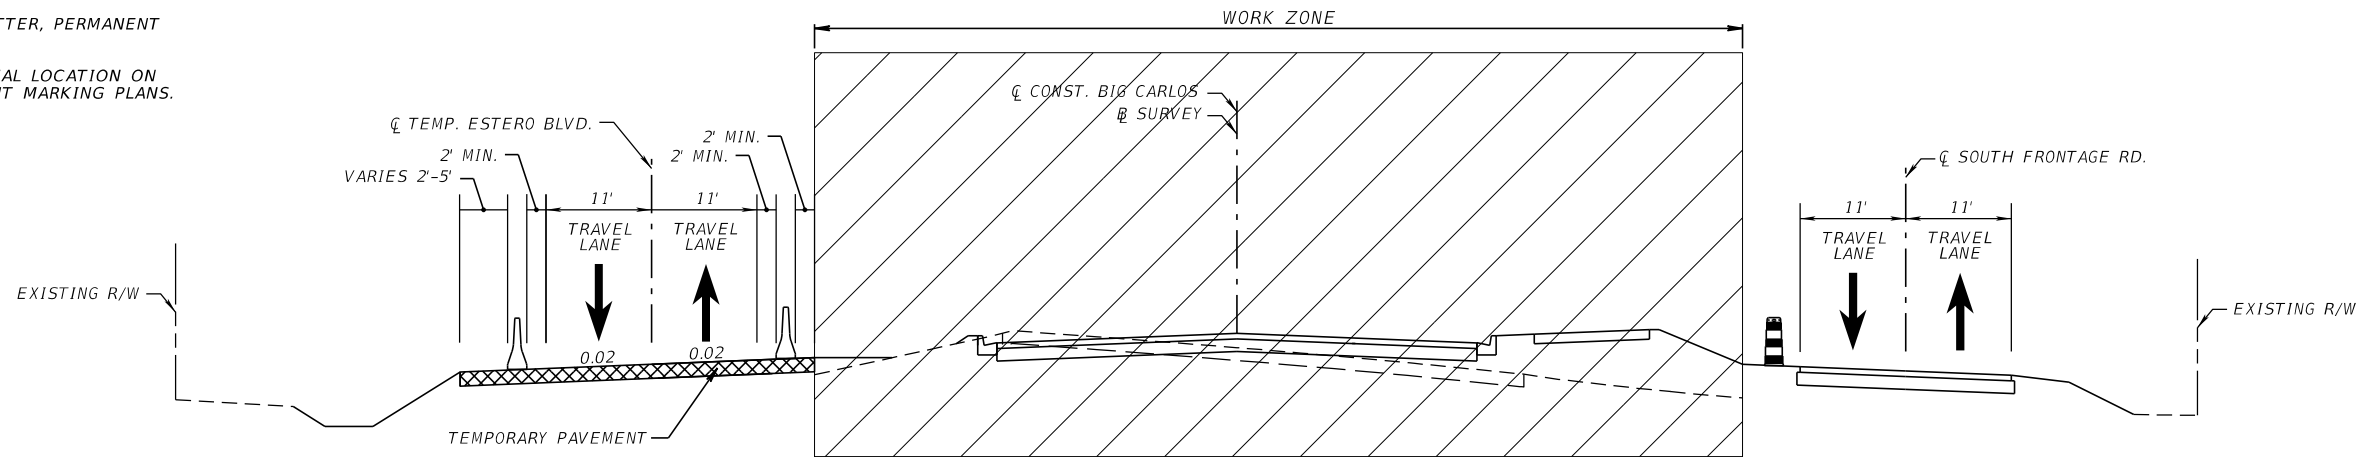 TTER, PERMANENT
AL LOCATION ON
T MARKING PLANS.
WORK ZONE
℄ CONST. BIG CARLOS
B SURVEY
℄ TEMP. ESTERO BLVD.
2' MIN.
2' MIN.
2' MIN.
VARIES 2'-5'
℄ SOUTH FRONTAGE RD.
11'
11'
TRAVEL
LANE
TRAVEL
LANE
11'
11'
TRAVEL
LANE
TRAVEL
LANE
EXISTING R/W
EXISTING R/W
0.02
0.02
TEMPORARY PAVEMENT